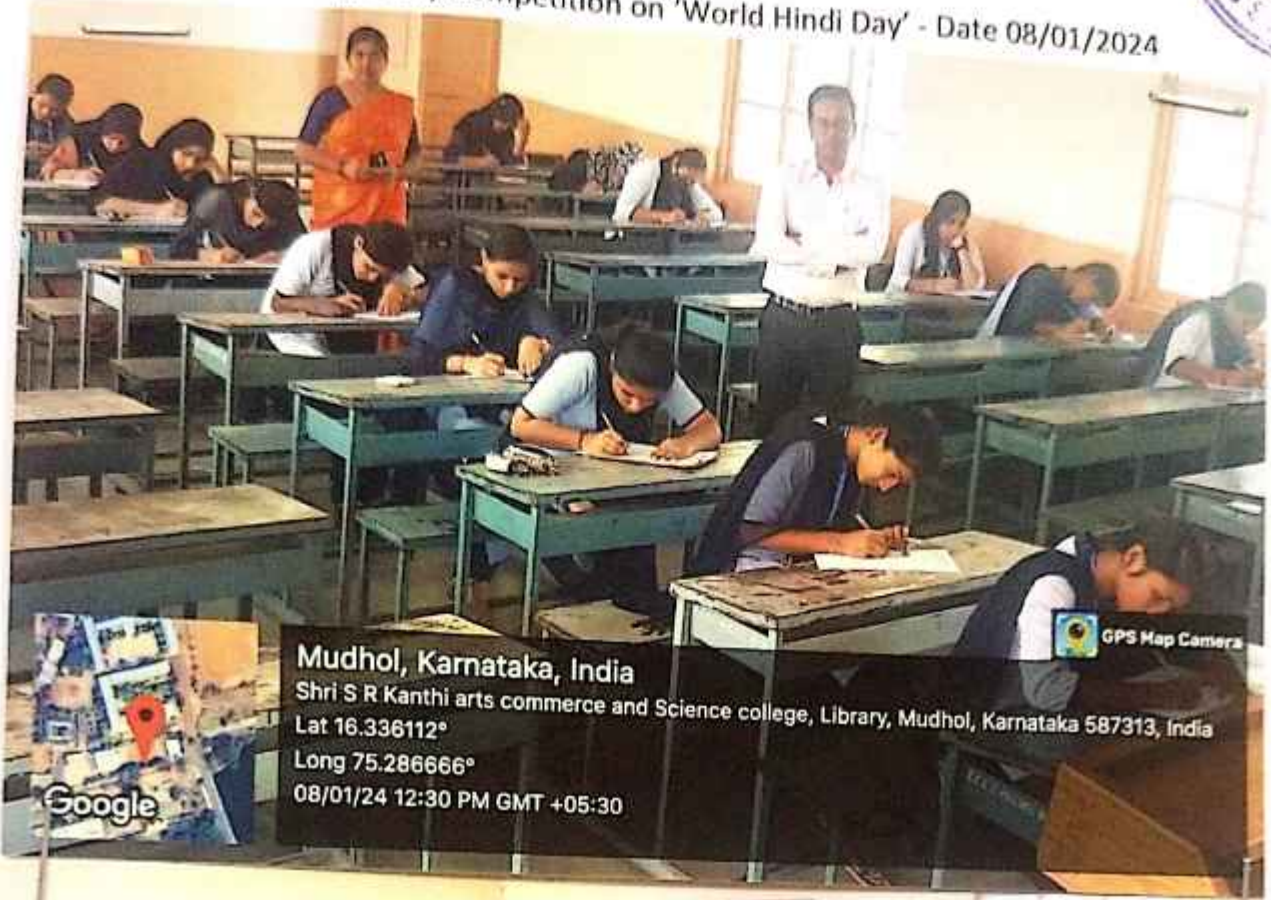 on 'World Hindi Day' - Date 08/01/2024
GPS Map Camera
Mudhol, Karnataka, India
Shri S R Kanthi arts commerce and Science college, Library, Mudhol, Karnataka 587313, India
Lat 16.336112°
Long 75.286666°
08/01/24 12:30 PM GMT +05:30
Google